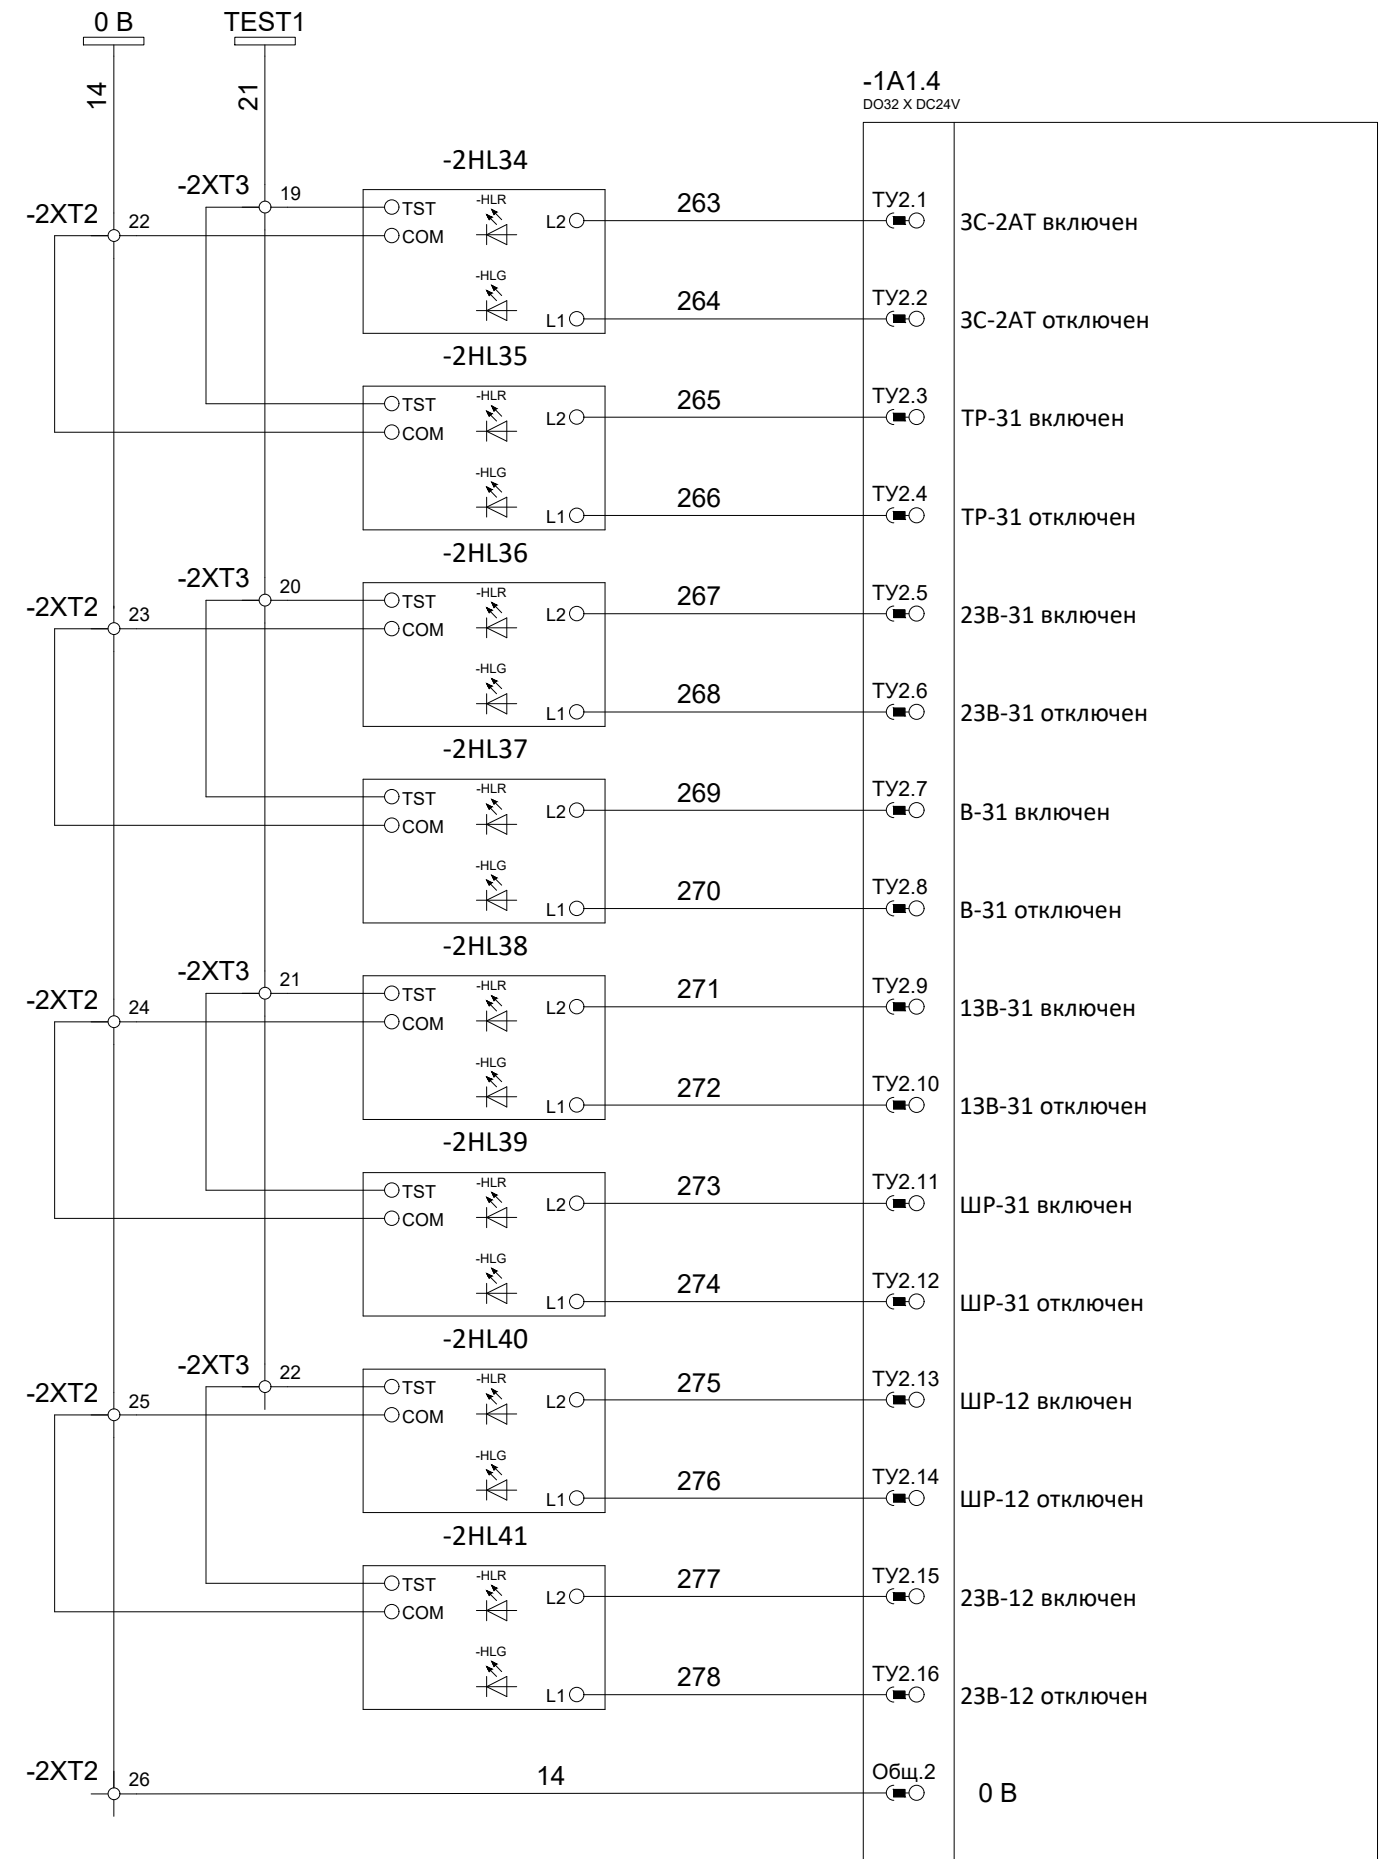 0 В
TEST1
14
21
-1A1.4
DO32 X DC24V
-2HL34
-2XT3
19
-2XT2
22
TST
COM
-HLR
L2
263
ТУ2.1
ЗС-2АТ включен
-HLG
L1
264
ТУ2.2
ЗС-2АТ отключен
-2HL35
TST
COM
-HLR
L2
265
ТУ2.3
ТР-31 включен
-HLG
L1
266
ТУ2.4
ТР-31 отключен
-2HL36
-2XT3
20
-2XT2
23
TST
COM
-HLR
L2
267
ТУ2.5
2ЗВ-31 включен
-HLG
L1
268
ТУ2.6
2ЗВ-31 отключен
-2HL37
TST
COM
-HLR
L2
269
ТУ2.7
В-31 включен
-HLG
L1
270
ТУ2.8
В-31 отключен
-2HL38
-2XT3
21
-2XT2
24
TST
COM
-HLR
L2
271
ТУ2.9
1ЗВ-31 включен
-HLG
L1
272
ТУ2.10
1ЗВ-31 отключен
-2HL39
TST
COM
-HLR
L2
273
ТУ2.11
ШР-31 включен
-HLG
L1
274
ТУ2.12
ШР-31 отключен
-2HL40
-2XT3
22
-2XT2
25
TST
COM
-HLR
L2
275
ТУ2.13
ШР-12 включен
-HLG
L1
276
ТУ2.14
ШР-12 отключен
-2HL41
TST
COM
-HLR
L2
277
ТУ2.15
2ЗВ-12 включен
-HLG
L1
278
ТУ2.16
2ЗВ-12 отключен
-2XT2
26
14
Общ.2
0 В